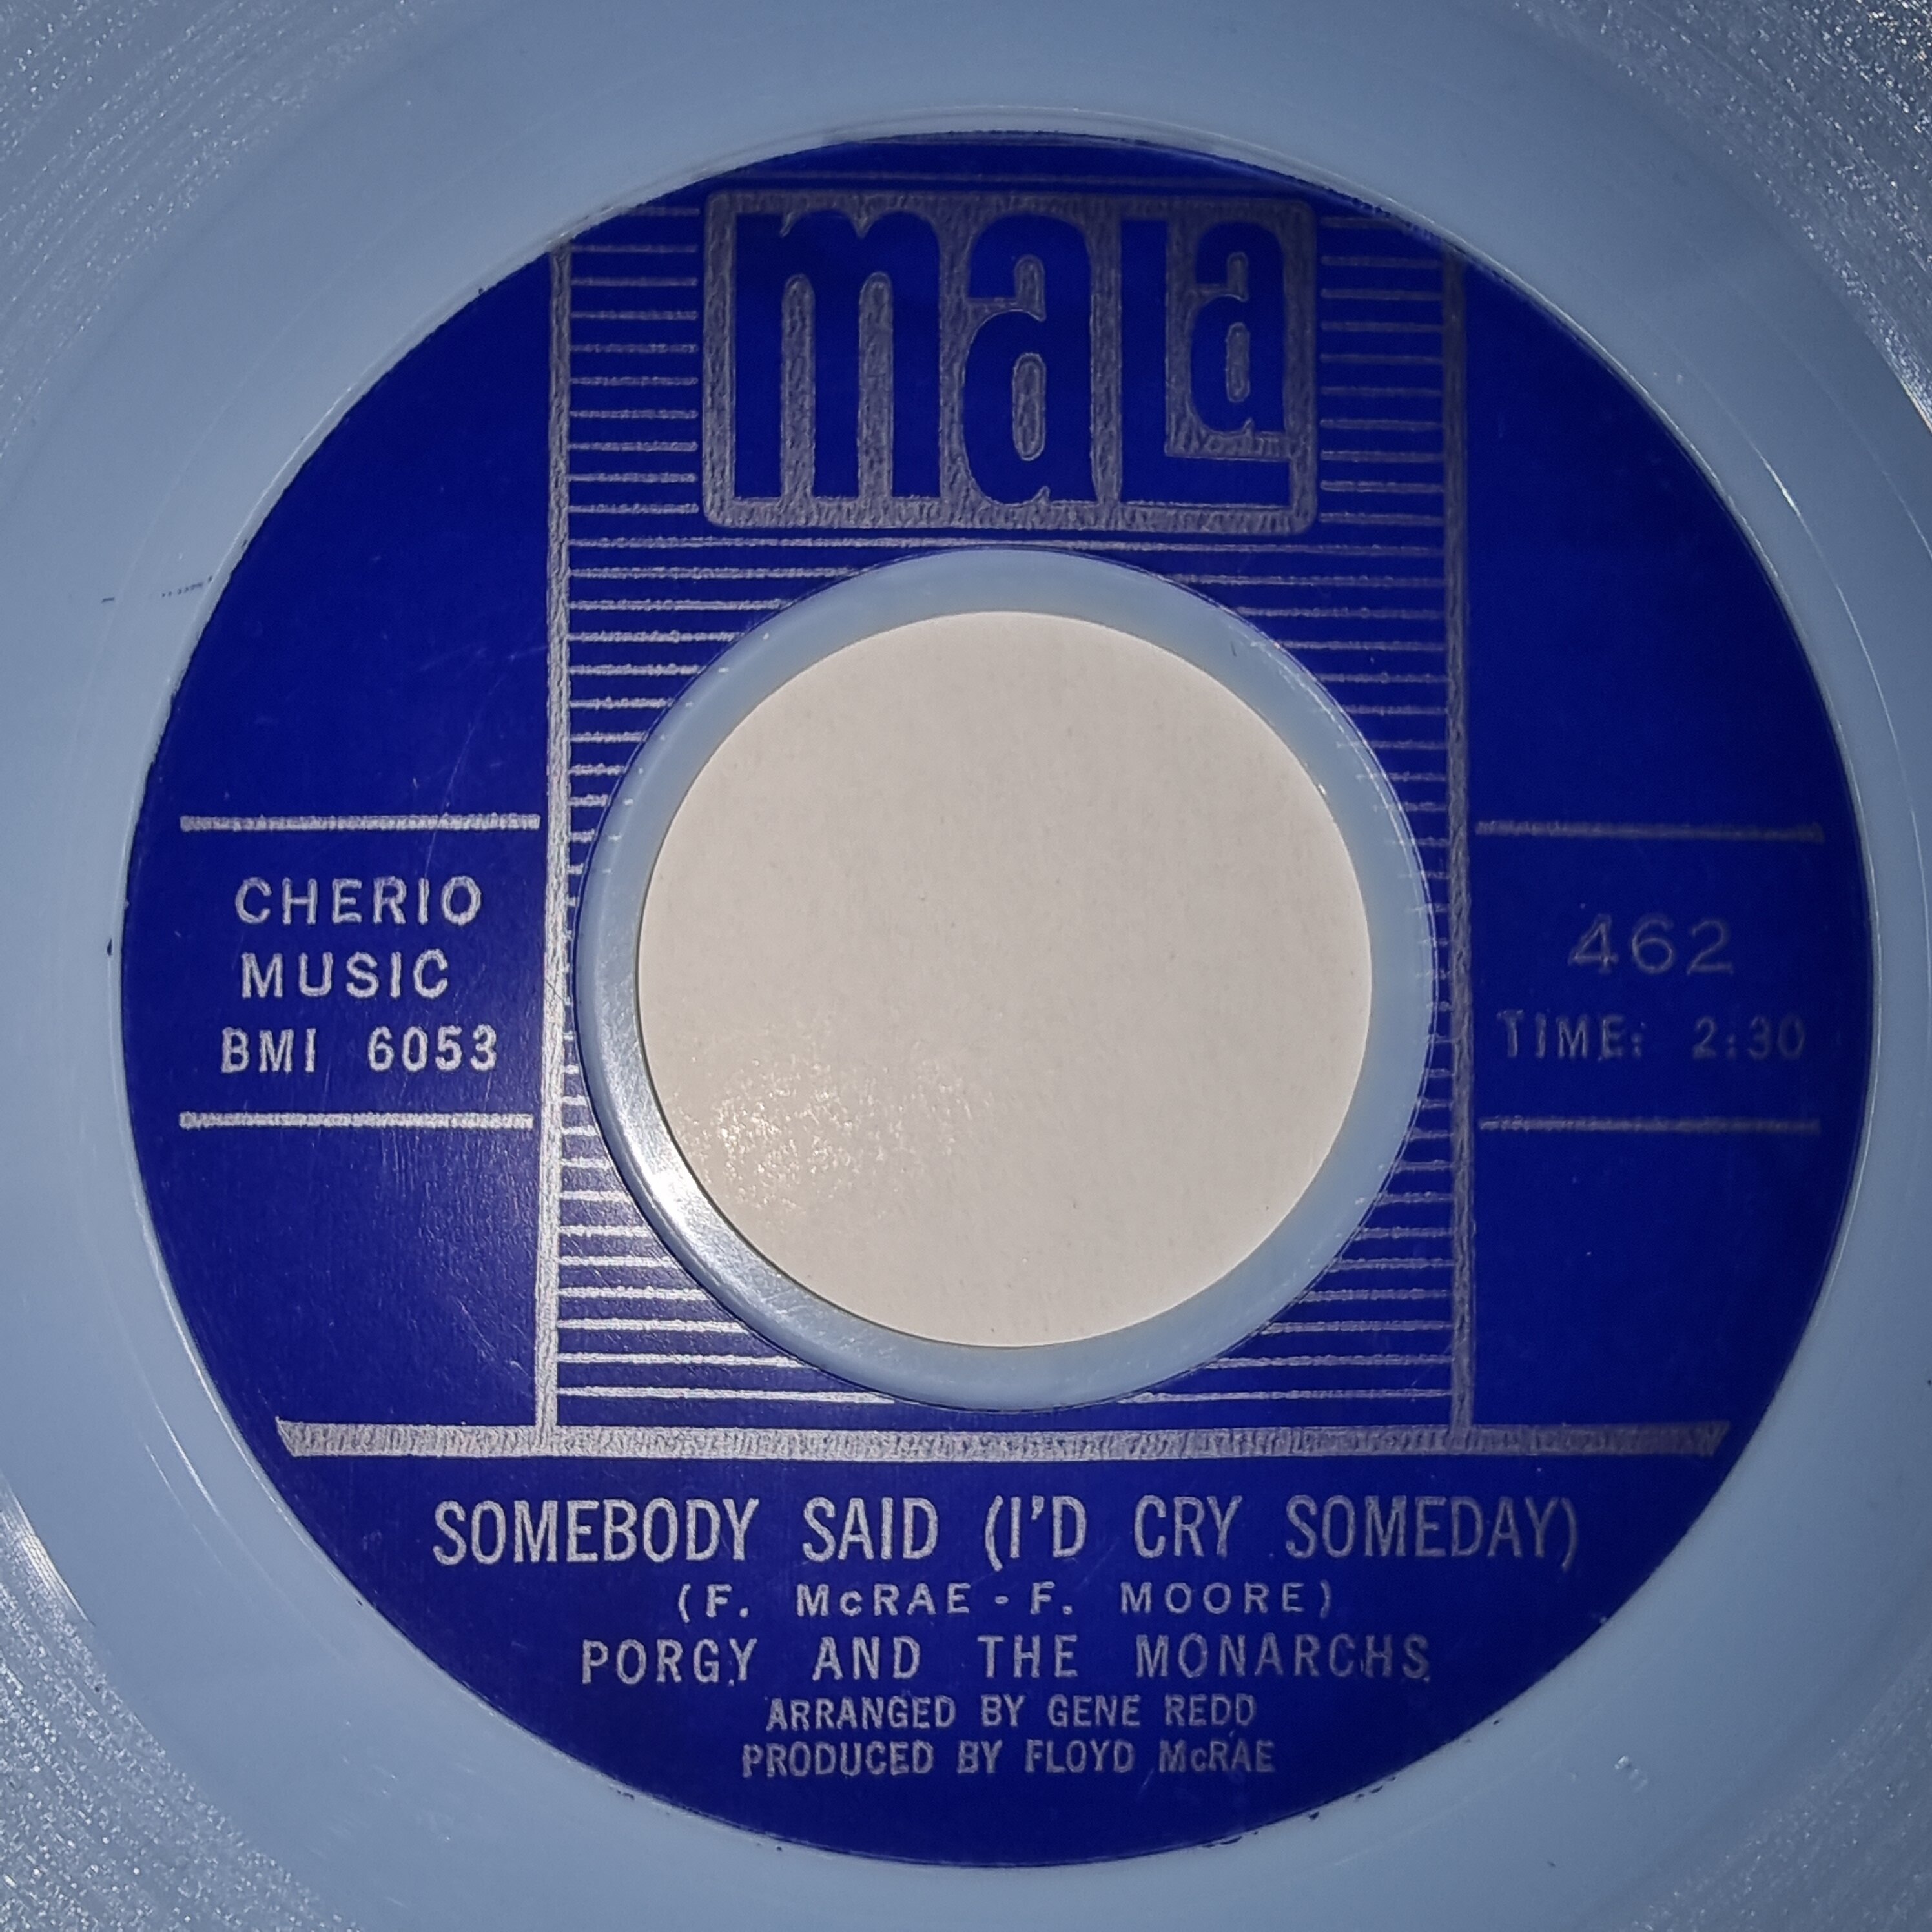 maLa
CHERIO
MUSIC
BMI 6053
462
TIME: 2:30
SOMEBODY SAID (I'D CRY SOMEDAY)
(F. McRAE - F. MOORE)
PORGY AND THE MONARCHS
ARRANGED BY GENE REDD
PRODUCED BY FLOYD McRAE